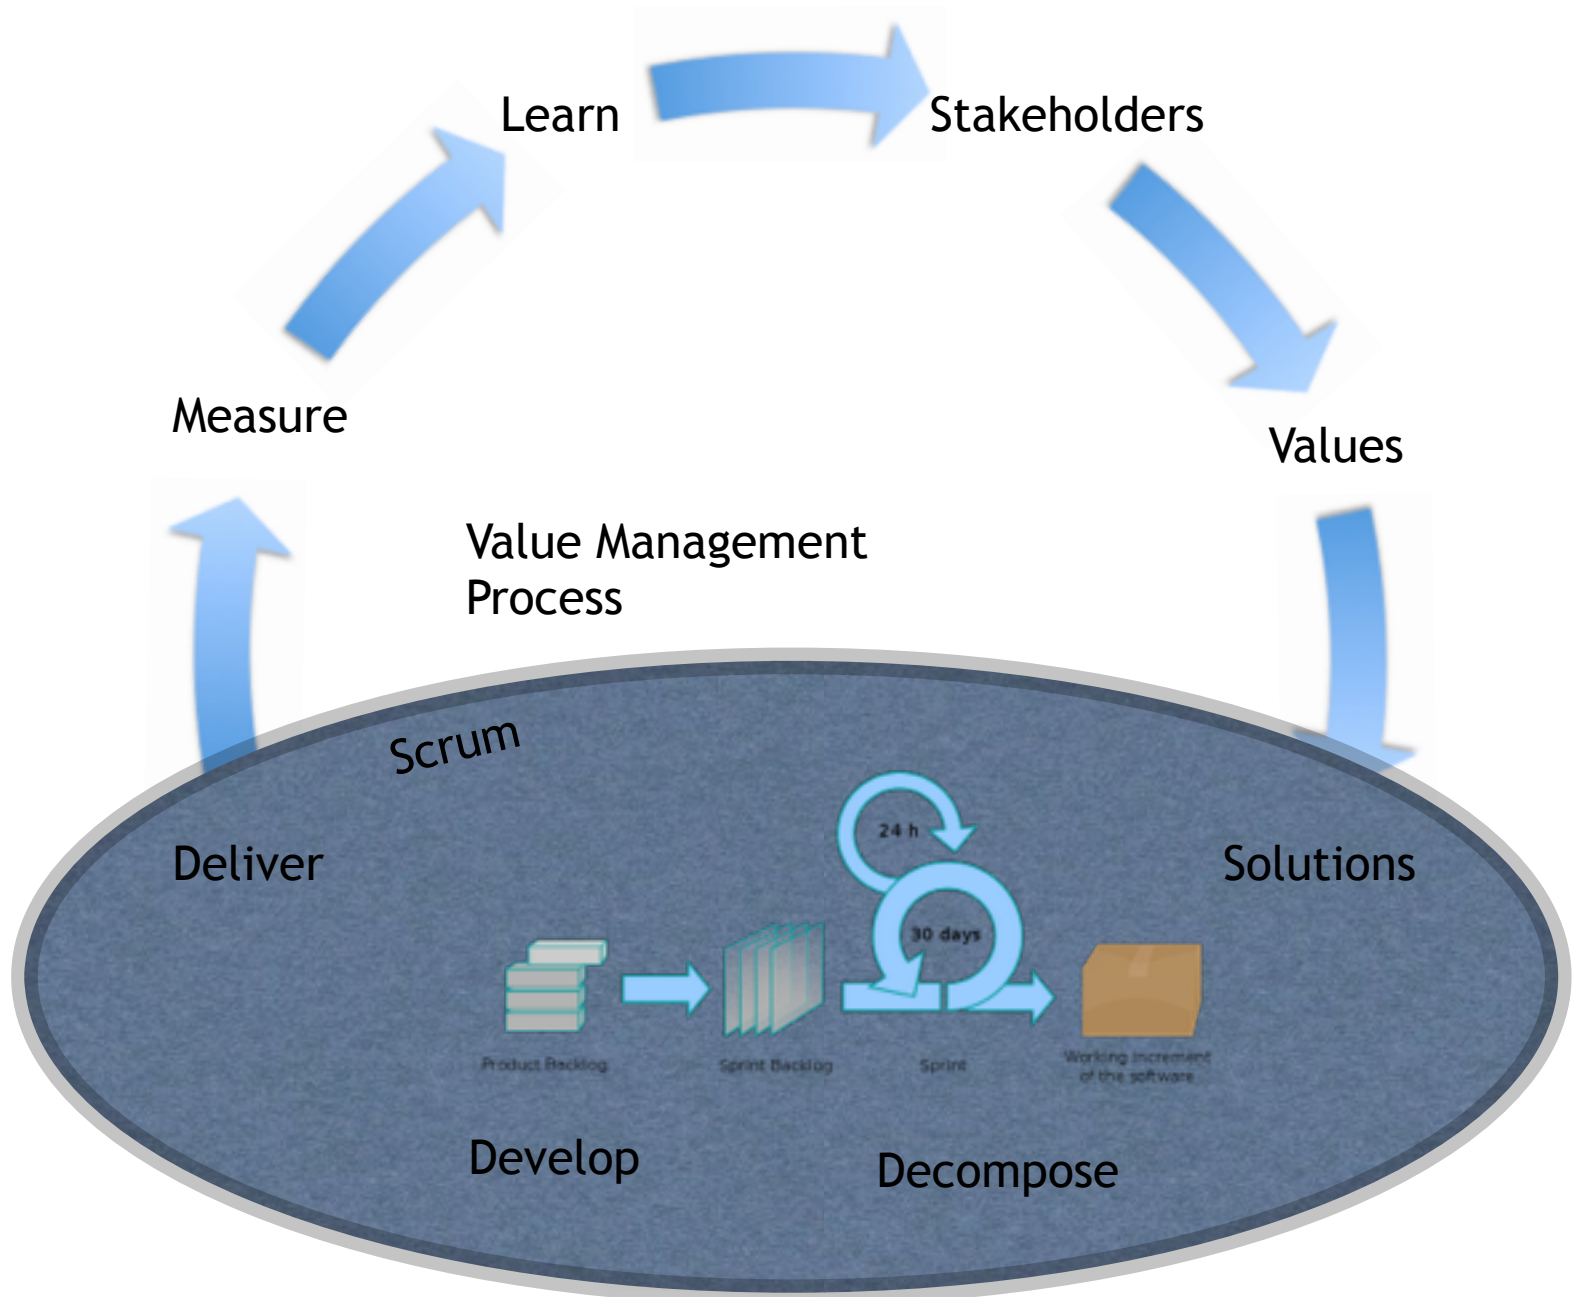 Learn
Stakeholders
Measure
Values
Value Management
Process
Scrum
24 h
Deliver
Solutions
30 days
Product Backlog
Sprint Backlog
Sprint
Working increment
of the software
Develop
Decompose